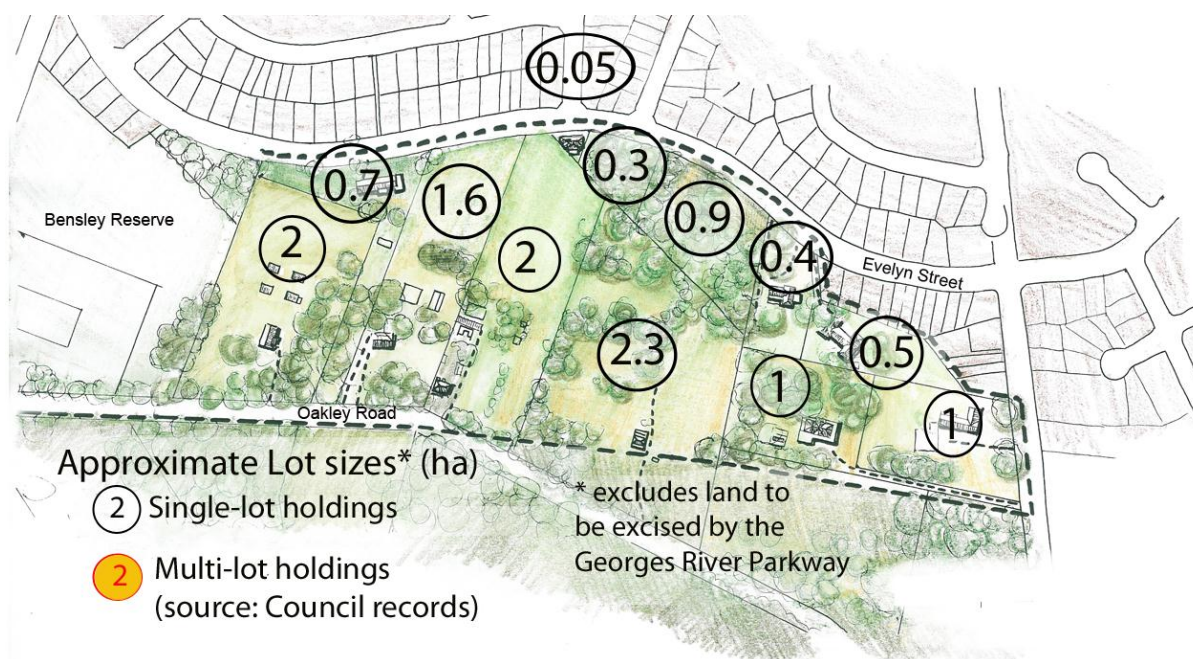 0.05
0.7
1.6
0.3
0.9
Bensley Reserve
2
2
0.4
Evelyn Street
2.3
0.5
1
1
Oakley Road
Approximate Lot sizes* (ha)
2 Single-lot holdings
2 Multi-lot holdings
(source: Council records)
* excludes land to
be excised by the
Georges River Parkway